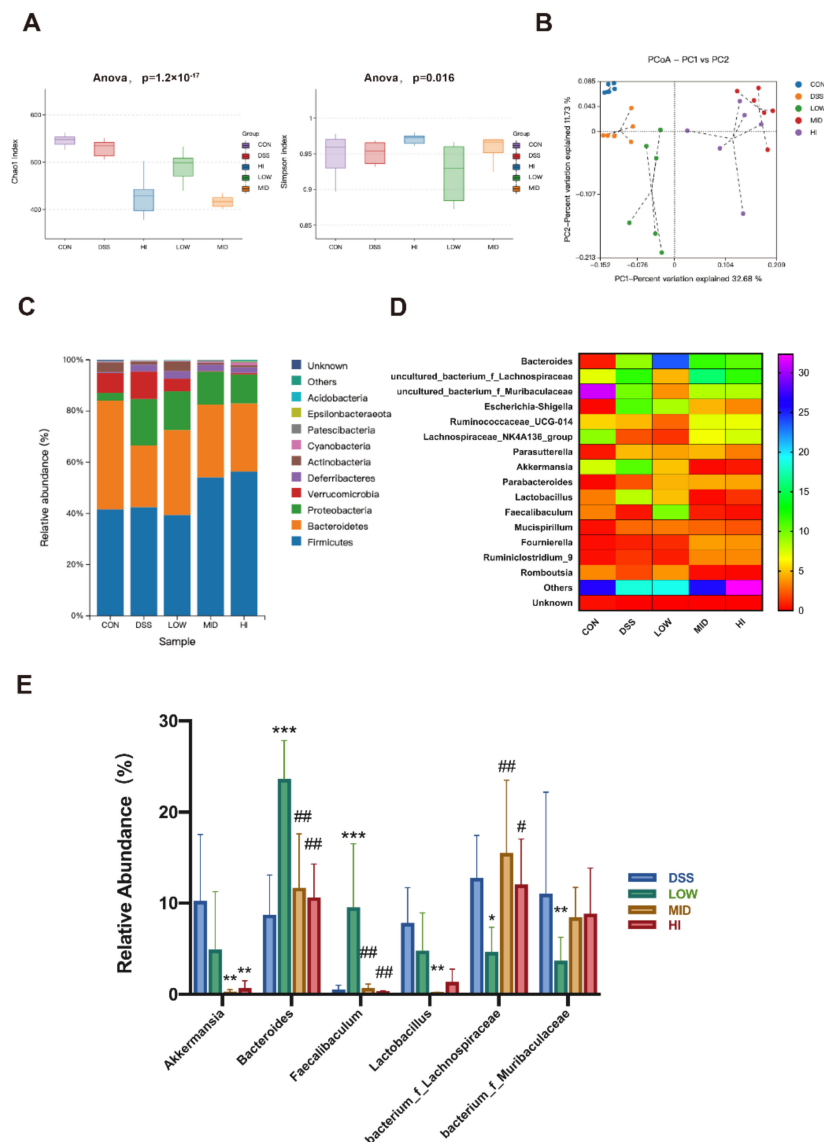 A
Anova, p=1.2×10-17
Chao1 index
600
600
400
CON DSS HI LOW MID
Group
CON
DSS
HI
LOW
MID
Anova, p=0.016
Simpson index
1
0.95
0.9
0.85
CON DSS HI LOW MID
Group
CON
DSS
HI
LOW
MID
B
PCoA – PC1 vs PC2
PC2–Percent variation explained 11.73 %
0.085
0.043
0
-0.107
-0.213
-0.152 -0.076 0 0.104 0.209
PC1–Percent variation explained 32.68 %
CON
DSS
LOW
MID
HI
C
Relative abundance (%)
100%
80%
60%
40%
20%
0%
CON DSS LOW MID HI
Sample
Unknown
Others
Acidobacteria
Epsilonbacteraeota
Patescibacteria
Cyanobacteria
Actinobacteria
Deferribacteres
Verrucomicrobia
Proteobacteria
Bacteroidetes
Firmicutes
D
Bacteroides
uncultured_bacterium_f_Lachnospiraceae
uncultured_bacterium_f_Muribaculaceae
Escherichia-Shigella
Ruminococcaceae_UCG-014
Lachnospiraceae_NK4A136_group
Parasutterella
Akkermansia
Parabacteroides
Lactobacillus
Faecalibaculum
Mucispirillum
Fournierella
Ruminiclostridium_9
Romboutsia
Others
Unknown
CON DSS LOW MID HI
30
25
20
15
10
5
0
E
Relative Abundance (%)
30
20
10
0
** **
*** ## ##
*** ## ##
**
* ## #
**
Akkermansia
Bacteroides
Faecalibaculum
Lactobacillus
bacterium_f_Lachnospiraceae
bacterium_f_Muribaculaceae
DSS
LOW
MID
HI